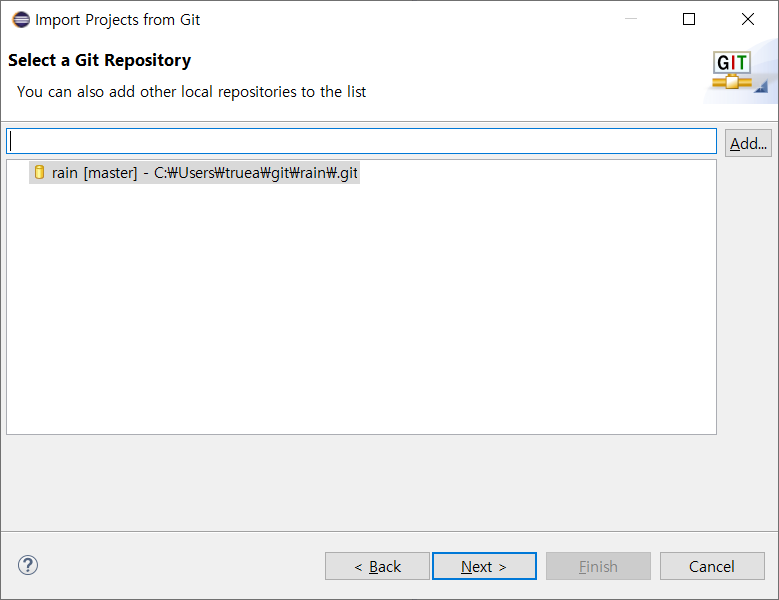 Import Projects from Git
Select a Git Repository
You can also add other local repositories to the list
GIT
Add...
rain [master] - C:₩Users₩truea₩git₩rain₩.git
?
< Back
Next >
Finish
Cancel